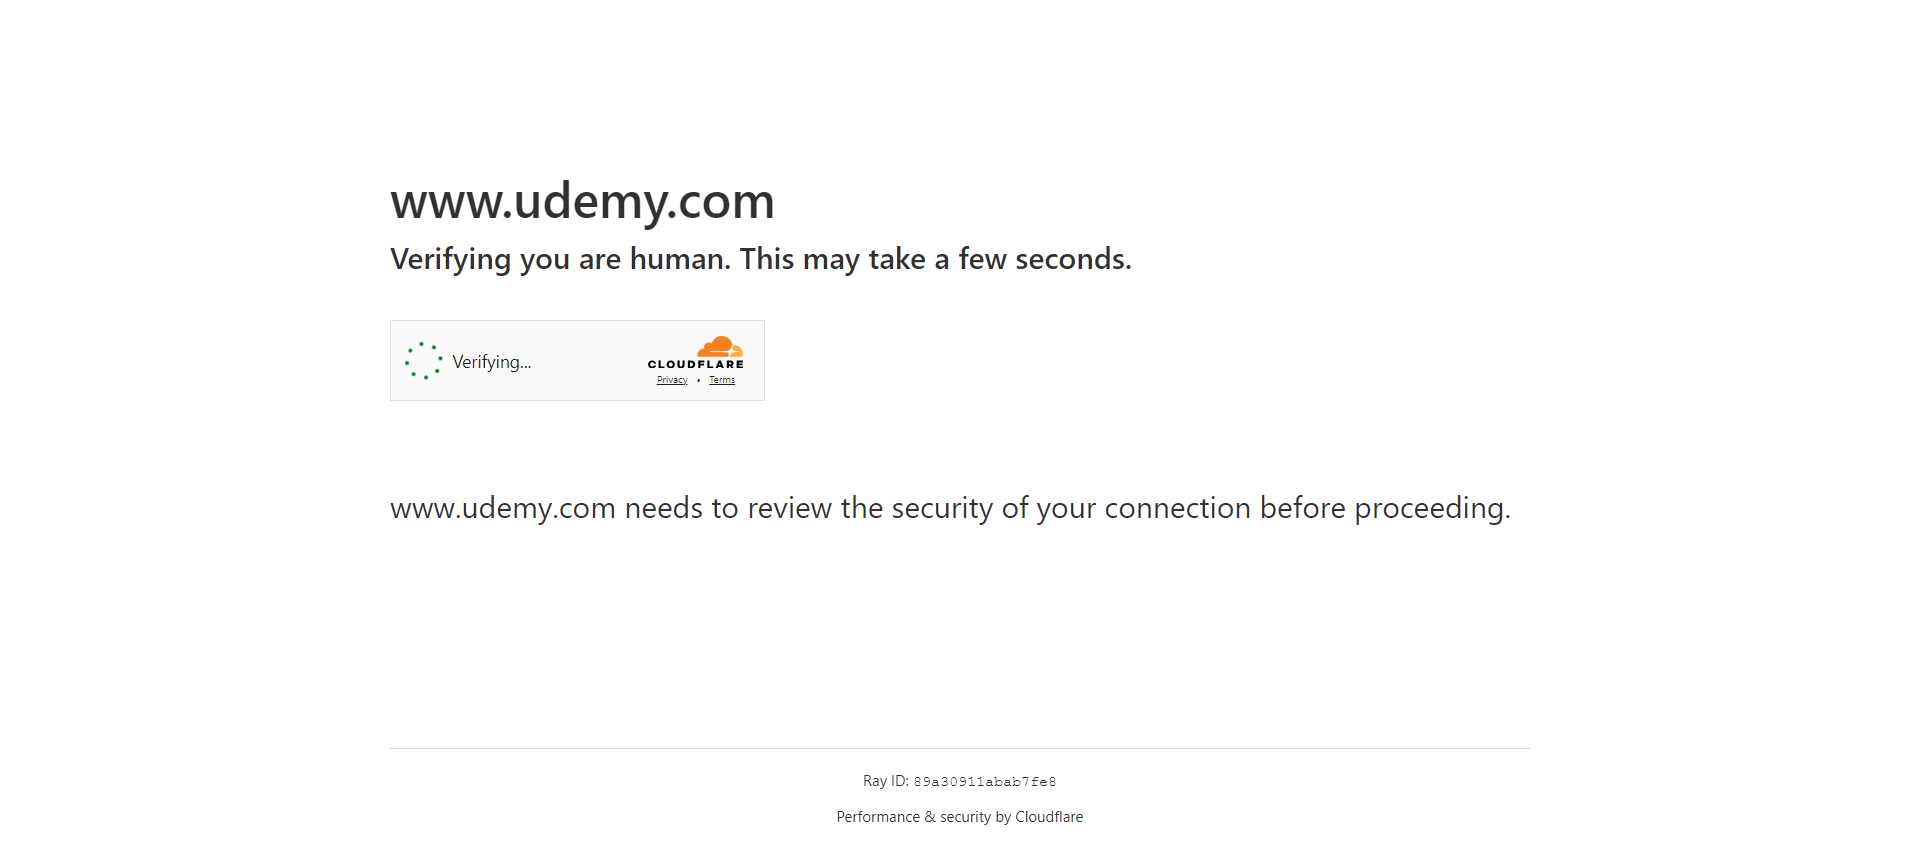 www.udemy.com
Verifying you are human. This may take a few seconds.
Verifying...
CLOUDFLARE
Privacy • Terms
www.udemy.com needs to review the security of your connection before proceeding.
Ray ID: 89a30911abab7fe8
Performance & security by Cloudflare